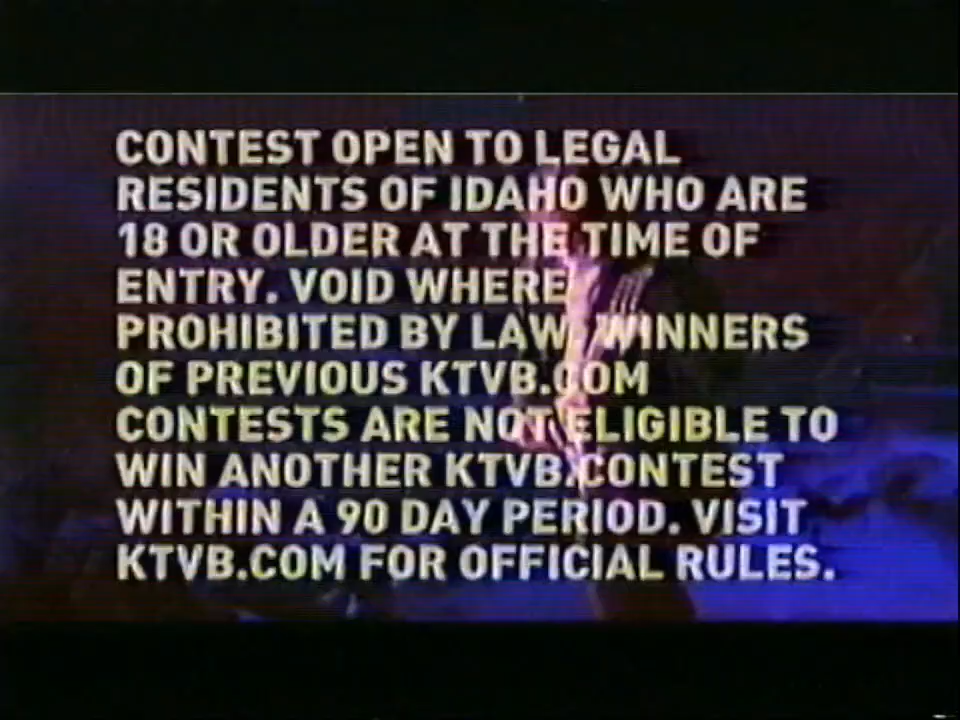 CONTEST OPEN TO LEGAL
RESIDENTS OF IDAHO WHO ARE
18 OR OLDER AT THE TIME OF
ENTRY. VOID WHERE
PROHIBITED BY LAW. WINNERS
OF PREVIOUS KTVB.COM
CONTESTS ARE NOT ELIGIBLE TO
WIN ANOTHER KTVB.CONTEST
WITHIN A 90 DAY PERIOD. VISIT
KTVB.COM FOR OFFICIAL RULES.